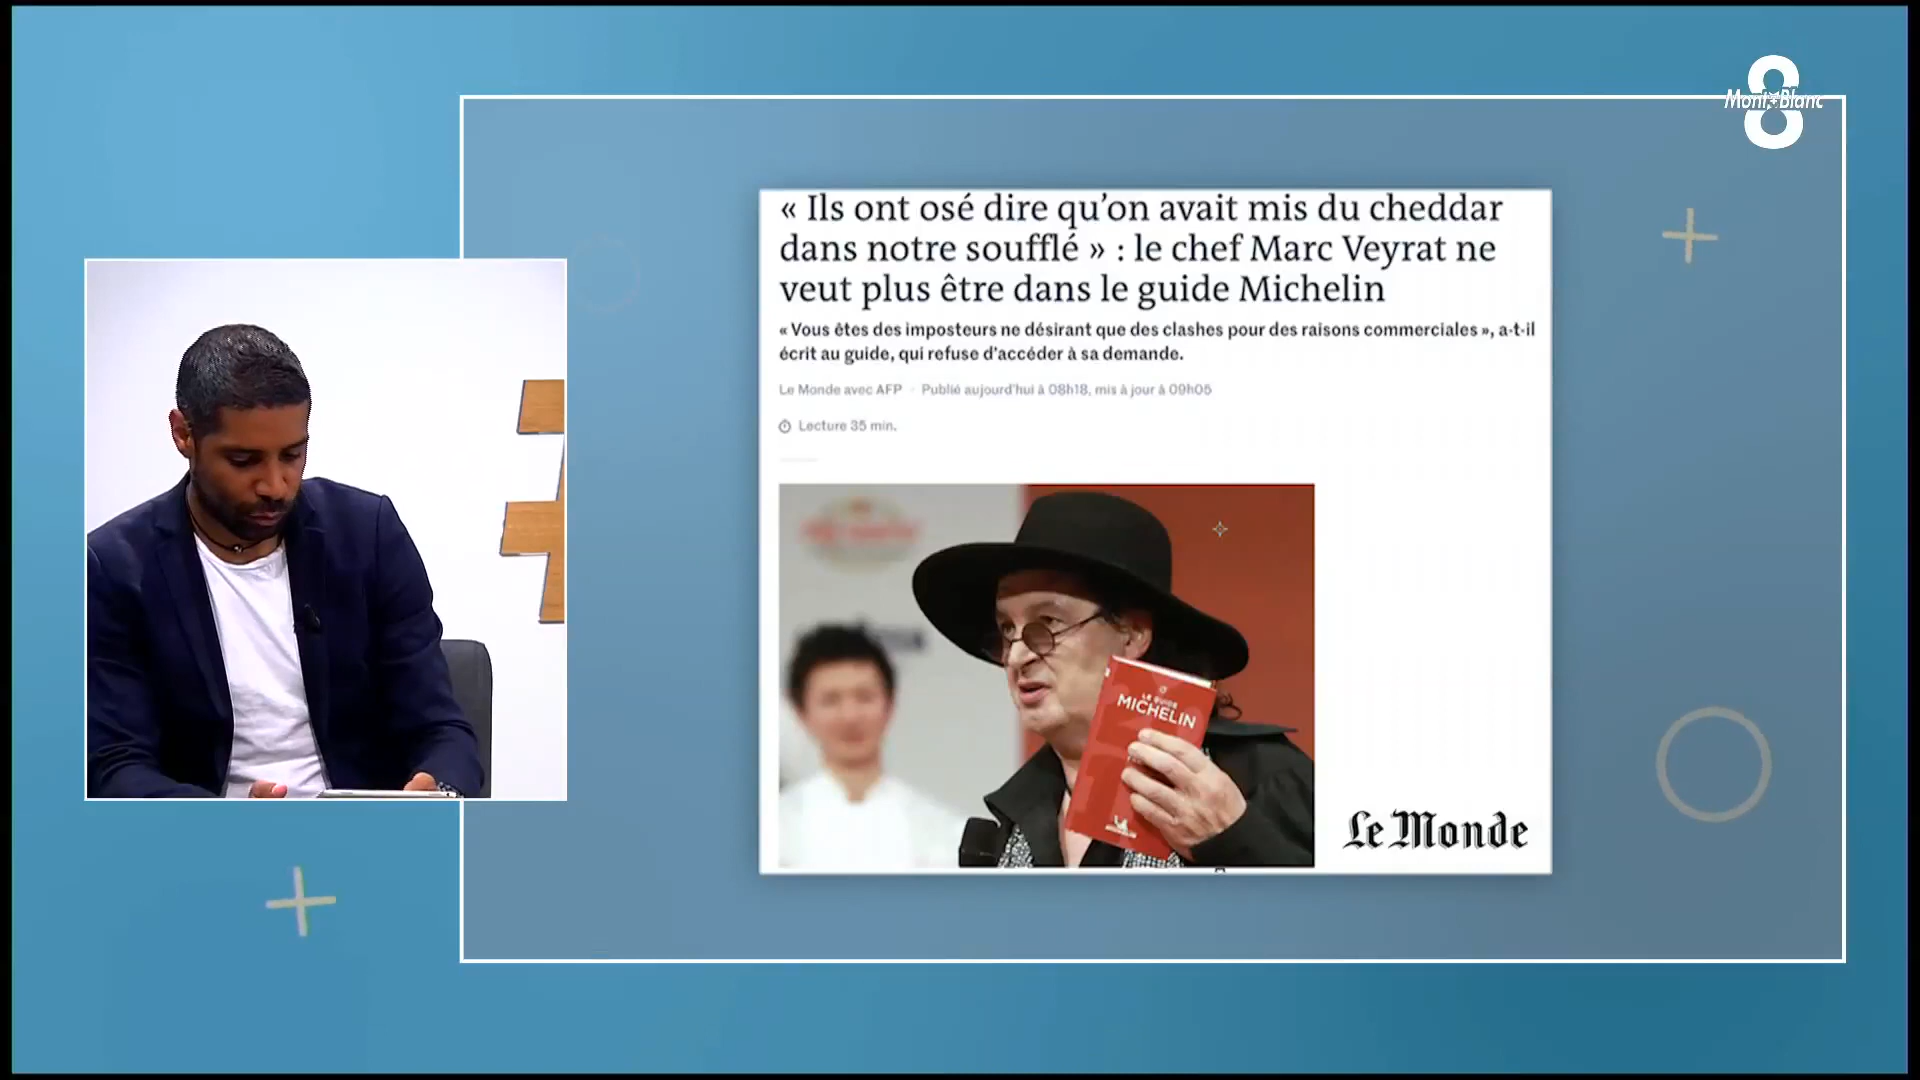 8
Mont Blanc
« Ils ont osé dire qu’on avait mis du cheddar
dans notre soufflé » : le chef Marc Veyrat ne
veut plus être dans le guide Michelin
« Vous êtes des imposteurs ne désirant que des clashes pour des raisons commerciales », a-t-il
écrit au guide, qui refuse d’accéder à sa demande.
Le Monde avec AFP · Publié aujourd’hui à 08h18, mis à jour à 09h05
Lecture 35 min.
LE GUIDE
MICHELIN
Le Monde